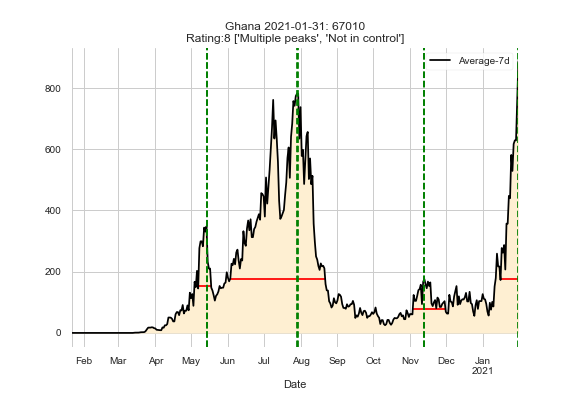 Ghana 2021-01-31: 67010
Rating:8 ['Multiple peaks', 'Not in control']
Average-7d
800
600
400
200
0
Feb Mar Apr May Jun Jul Aug Sep Oct Nov Dec Jan
2021
Date